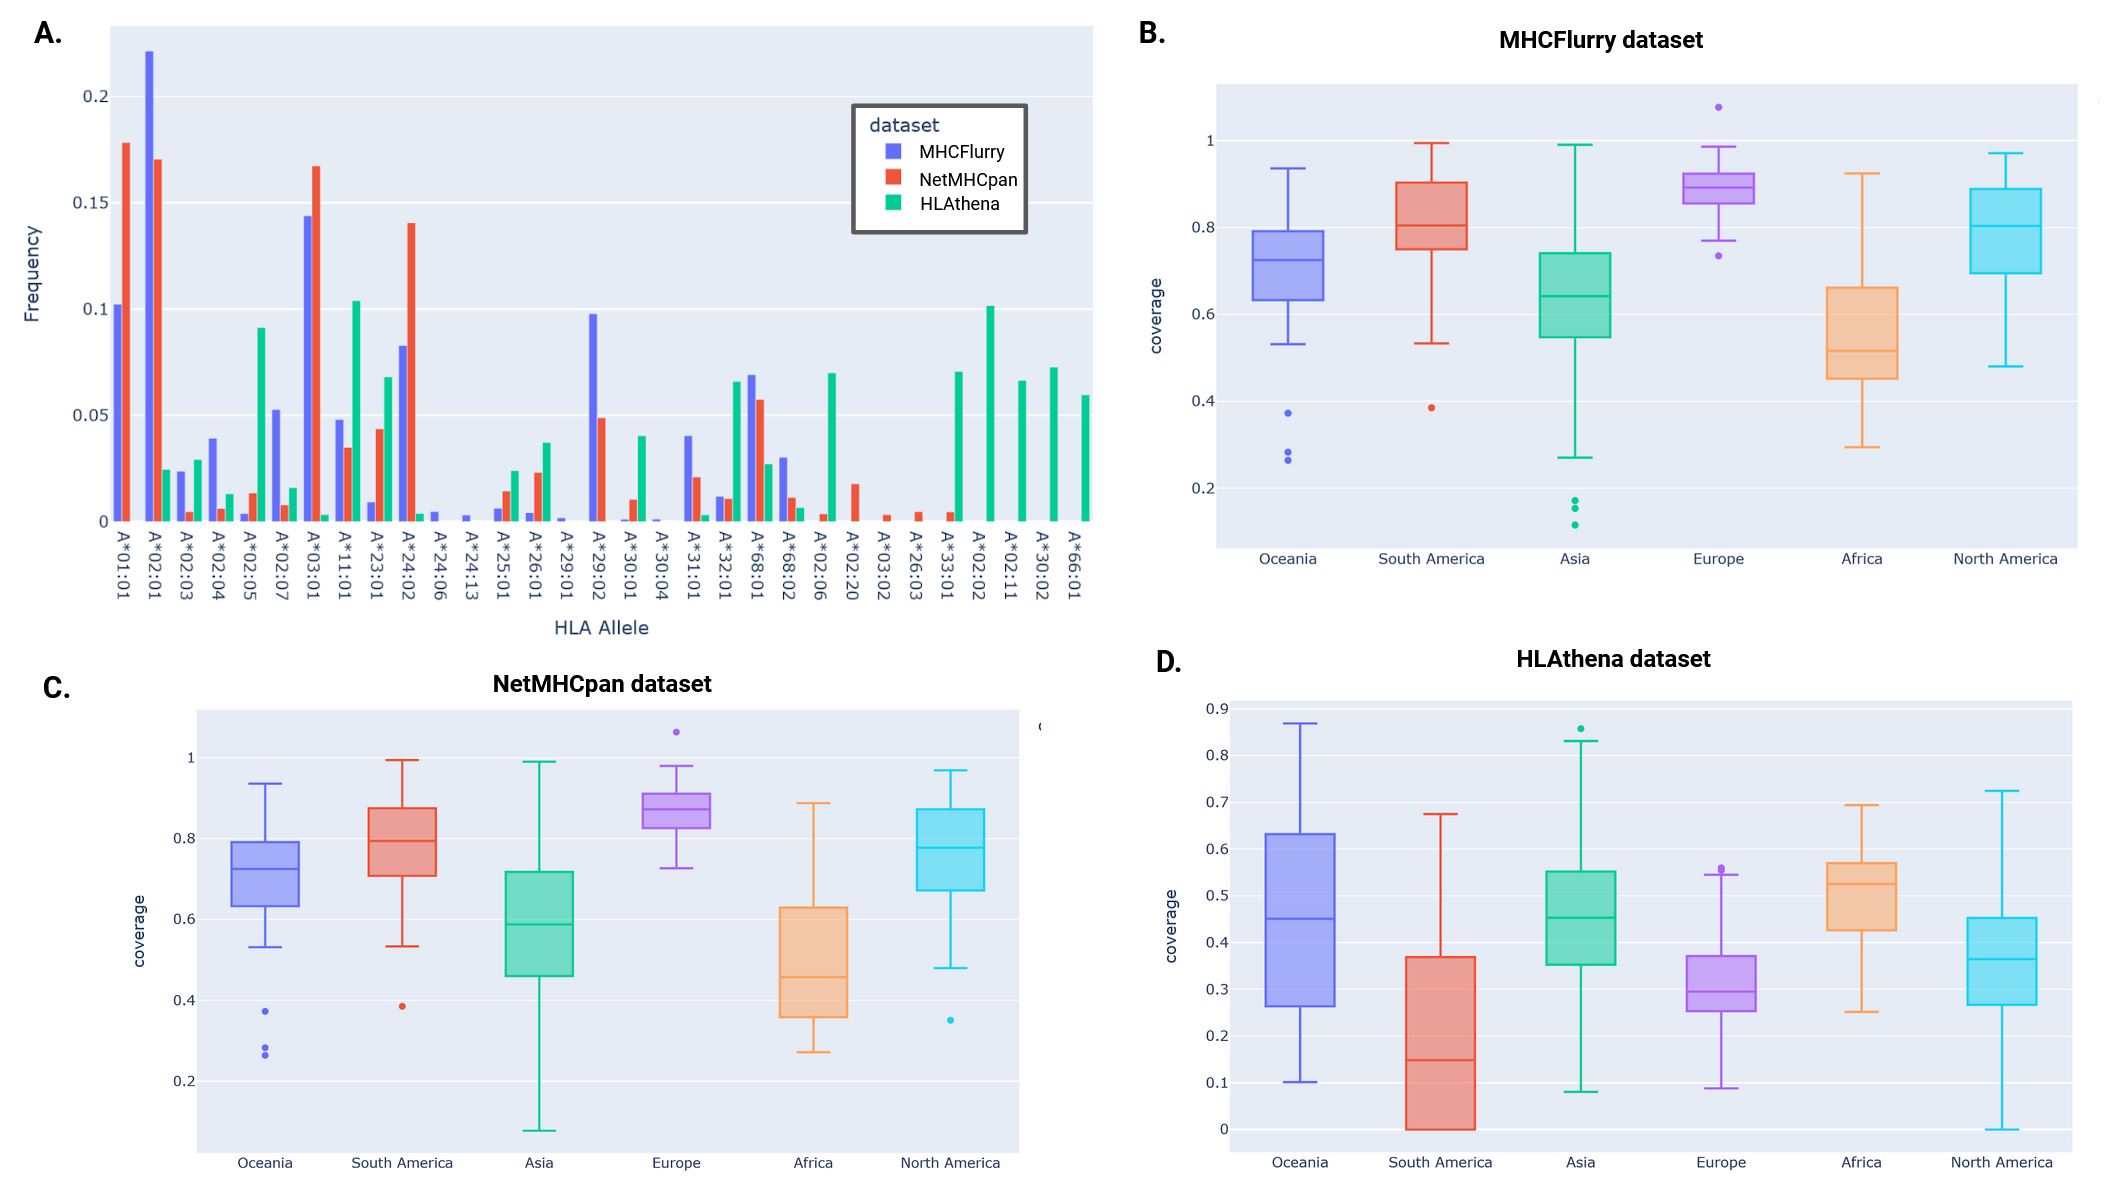 A.
0.2
0.15
0.1
0.05
0
Frequency
dataset
MHCFlurry
NetMHCpan
HLAthena
A*01:01
A*02:01
A*02:03
A*02:04
A*02:05
A*02:07
A*03:01
A*11:01
A*23:01
A*24:02
A*24:06
A*24:13
A*25:01
A*26:01
A*29:01
A*29:02
A*30:01
A*30:04
A*31:01
A*32:01
A*68:01
A*68:02
A*02:06
A*02:20
A*03:02
A*26:03
A*33:01
A*02:02
A*02:11
A*30:02
A*66:01
HLA Allele
B.
MHCFlurry dataset
1
0.8
0.6
0.4
0.2
coverage
Oceania
South America
Asia
Europe
Africa
North America
C.
NetMHCpan dataset
1
0.8
0.6
0.4
0.2
coverage
Oceania
South America
Asia
Europe
Africa
North America
D.
HLAthena dataset
0.9
0.8
0.7
0.6
0.5
0.4
0.3
0.2
0.1
0
coverage
Oceania
South America
Asia
Europe
Africa
North America